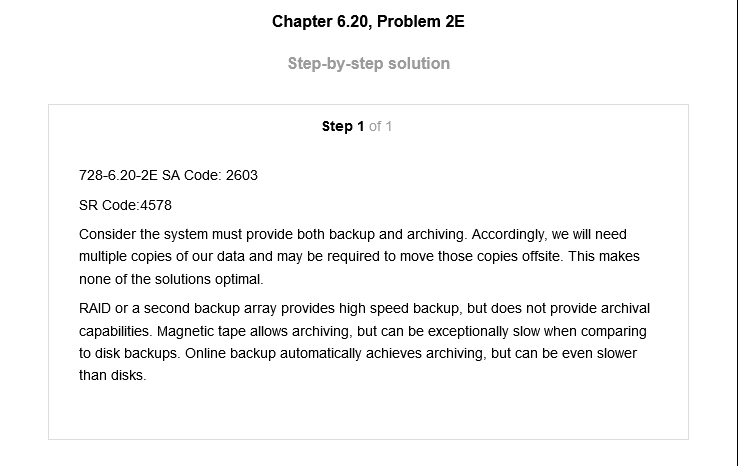 Chapter 6.20, Problem 2E
Step-by-step solution
Step 1 of 1
728-6.20-2E SA Code: 2603
SR Code:4578
Consider the system must provide both backup and archiving. Accordingly, we will need
multiple copies of our data and may be required to move those copies offsite. This makes
none of the solutions optimal.
RAID or a second backup array provides high speed backup, but does not provide archival
capabilities. Magnetic tape allows archiving, but can be exceptionally slow when comparing
to disk backups. Online backup automatically achieves archiving, but can be even slower
than disks.